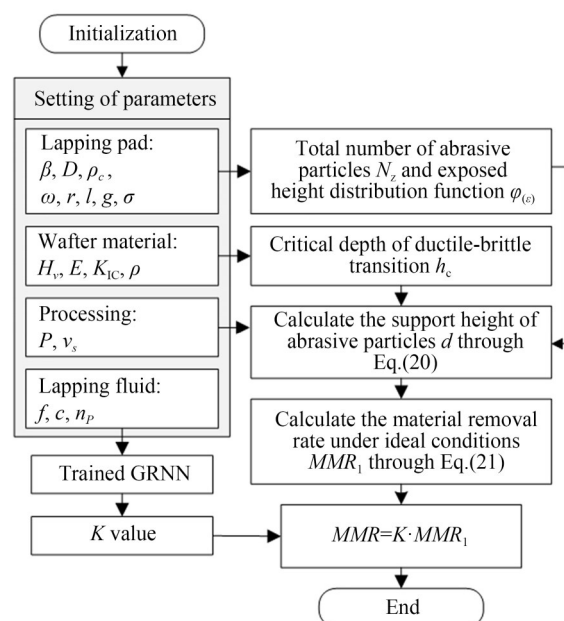 Initialization
Setting of parameters
Lapping pad:
β, D, ρc,
ω, r, l, g, σ
Total number of abrasive
particles Nz and exposed
height distribution function φ(ε)
Wafter material:
Hv, E, KIC, ρ
Critical depth of ductile-brittle
transition hc
Processing:
P, vs
Calculate the support height of
abrasive particles d through
Eq.(20)
Lapping fluid:
f, c, nP
Calculate the material removal
rate under ideal conditions
MMR1 through Eq.(21)
Trained GRNN
K value
MMR=K·MMR1
End